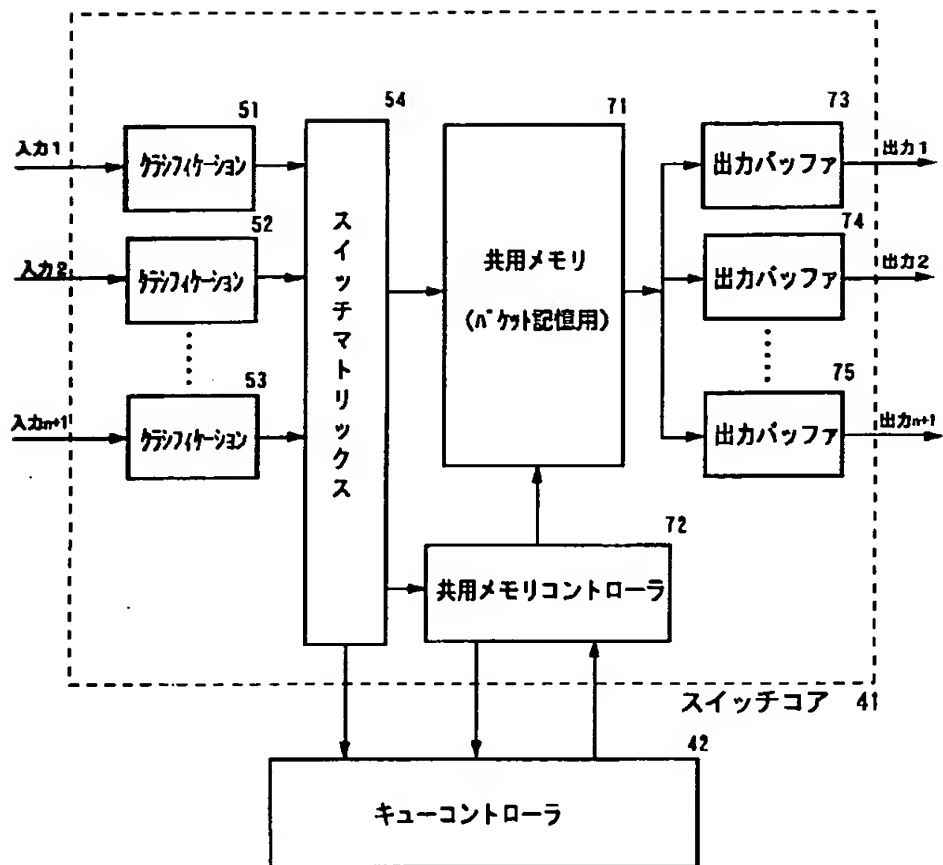 51
54
71
73
入力1
クラシフィケーション
出力バッファ
出力1
52
74
入力2
クラシフィケーション
スイッチマトリックス
共用メモリ
(パケット記憶用)
出力バッファ
出力2
53
75
入力n+1
クラシフィケーション
出力バッファ
出力n+1
72
共用メモリコントローラ
スイッチコア 41
42
キューコントローラ